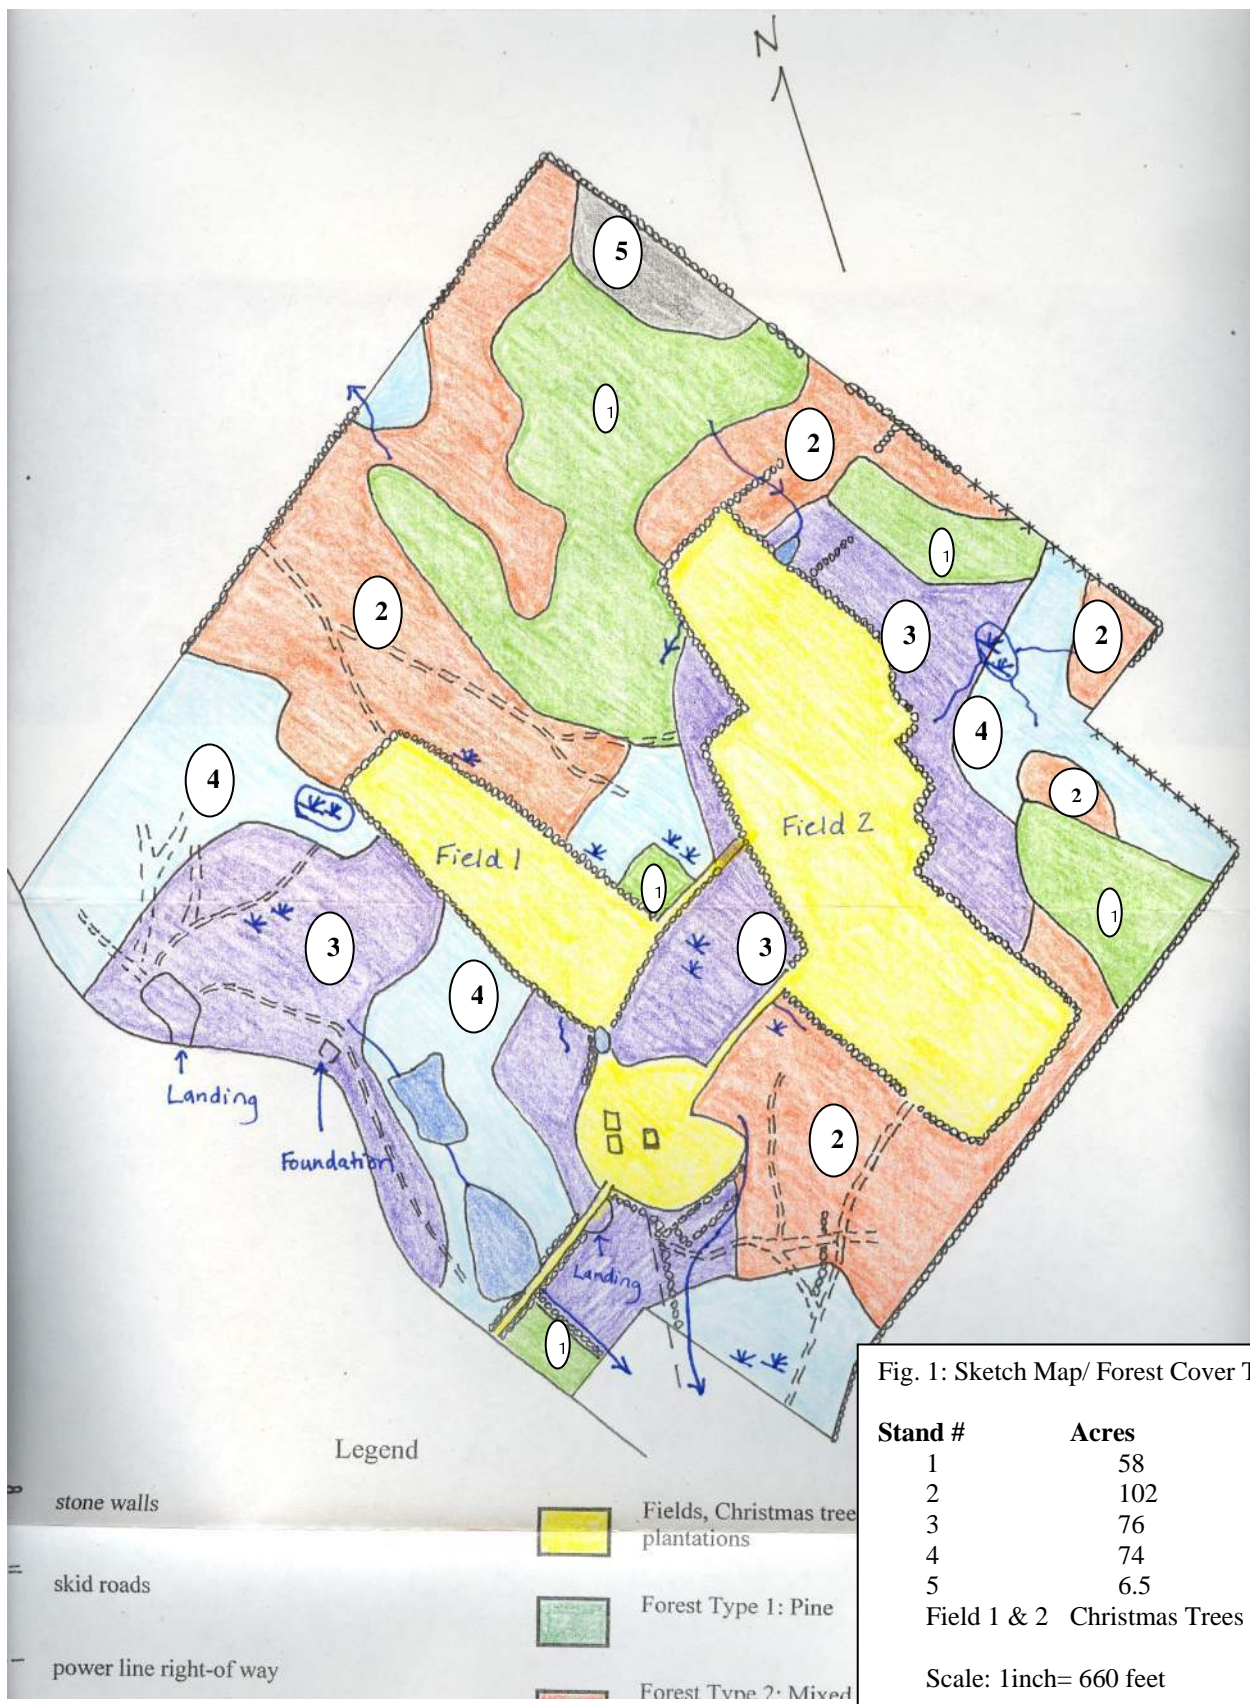 N
5
1
2
1
2
3
2
4
4
2
Field 2
Field 1
1
1
3
3
4
Landing
2
Foundation
Landing
1
Legend
stone walls
skid roads
power line right-of way
Fields, Christmas tree
plantations
Forest Type 1: Pine
Forest Type 2: Mixed
Fig. 1: Sketch Map/ Forest Cover T
Stand # Acres
1 58
2 102
3 76
4 74
5 6.5
Field 1 & 2 Christmas Trees
Scale: 1inch= 660 feet